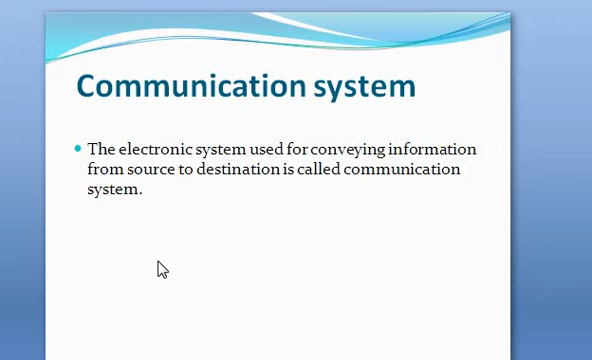 Communication system
The electronic system used for conveying information
from source to destination is called communication
system.